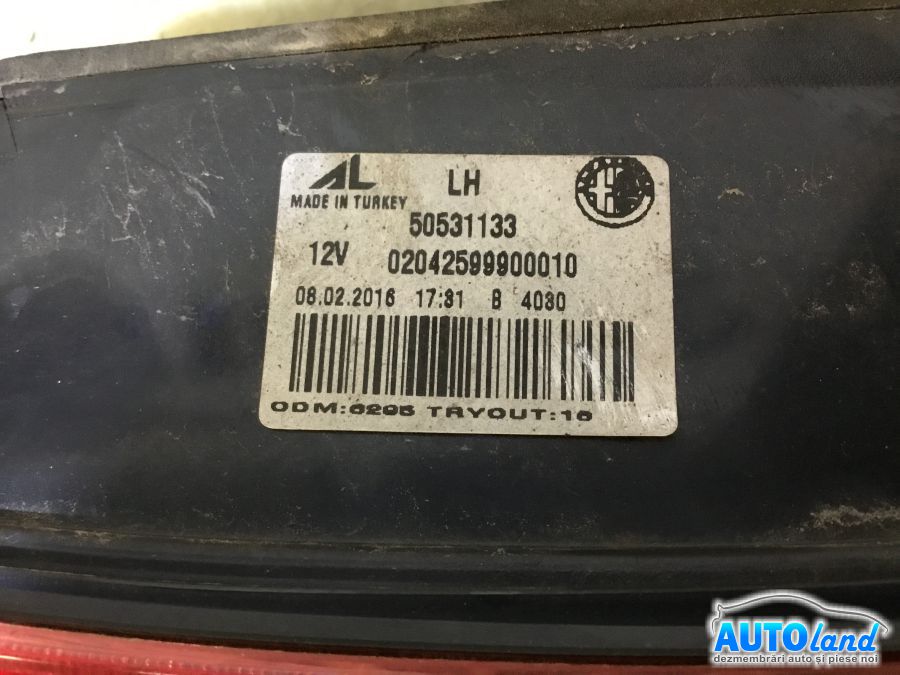 AL LH
MADE IN TURKEY
50531133
12V 02042599900010
08.02.2016 17:31 B 4030
ODM:6295 TRYOUT:16
AUTOland
dezmembrări auto și piese noi